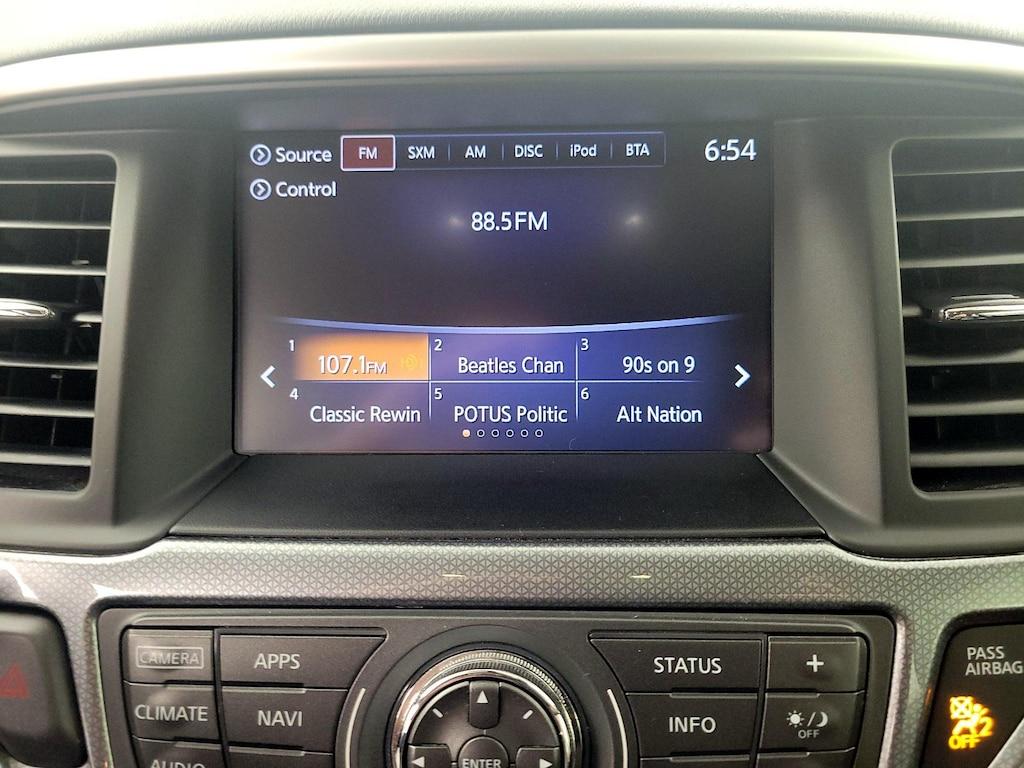 Source FM SXM AM DISC iPod BTA 6:54
Control
88.5FM
1 107.1FM 2 Beatles Chan 3 90s on 9
4 Classic Rewin 5 POTUS Politic 6 Alt Nation
CAMERA APPS STATUS +
CLIMATE NAVI INFO OFF
AUDIO ENTER
PASS
AIRBAG
2
OFF